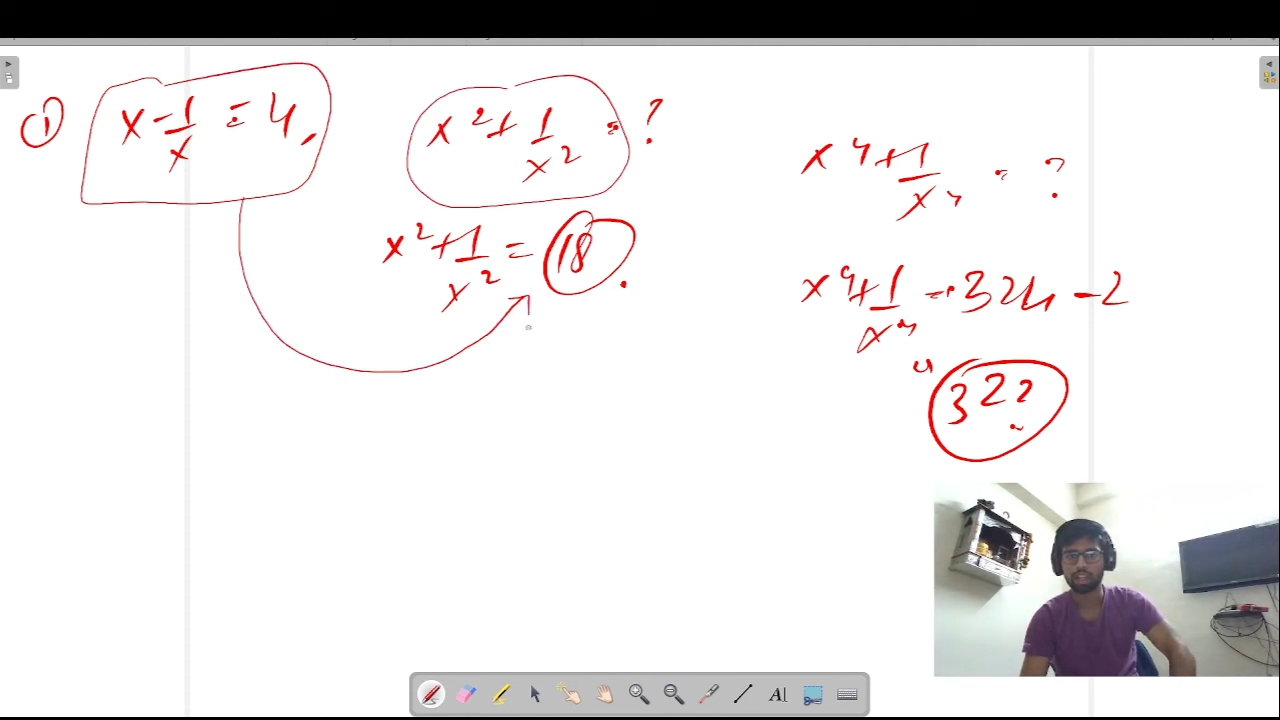 ① x - 1/x = 4,
x² + 1/x² = ?
x² + 1/x² = 18.
x⁴ + 1/x⁴ = ?
x⁴ + 1/x⁴ = 324 - 2
" 322
AI